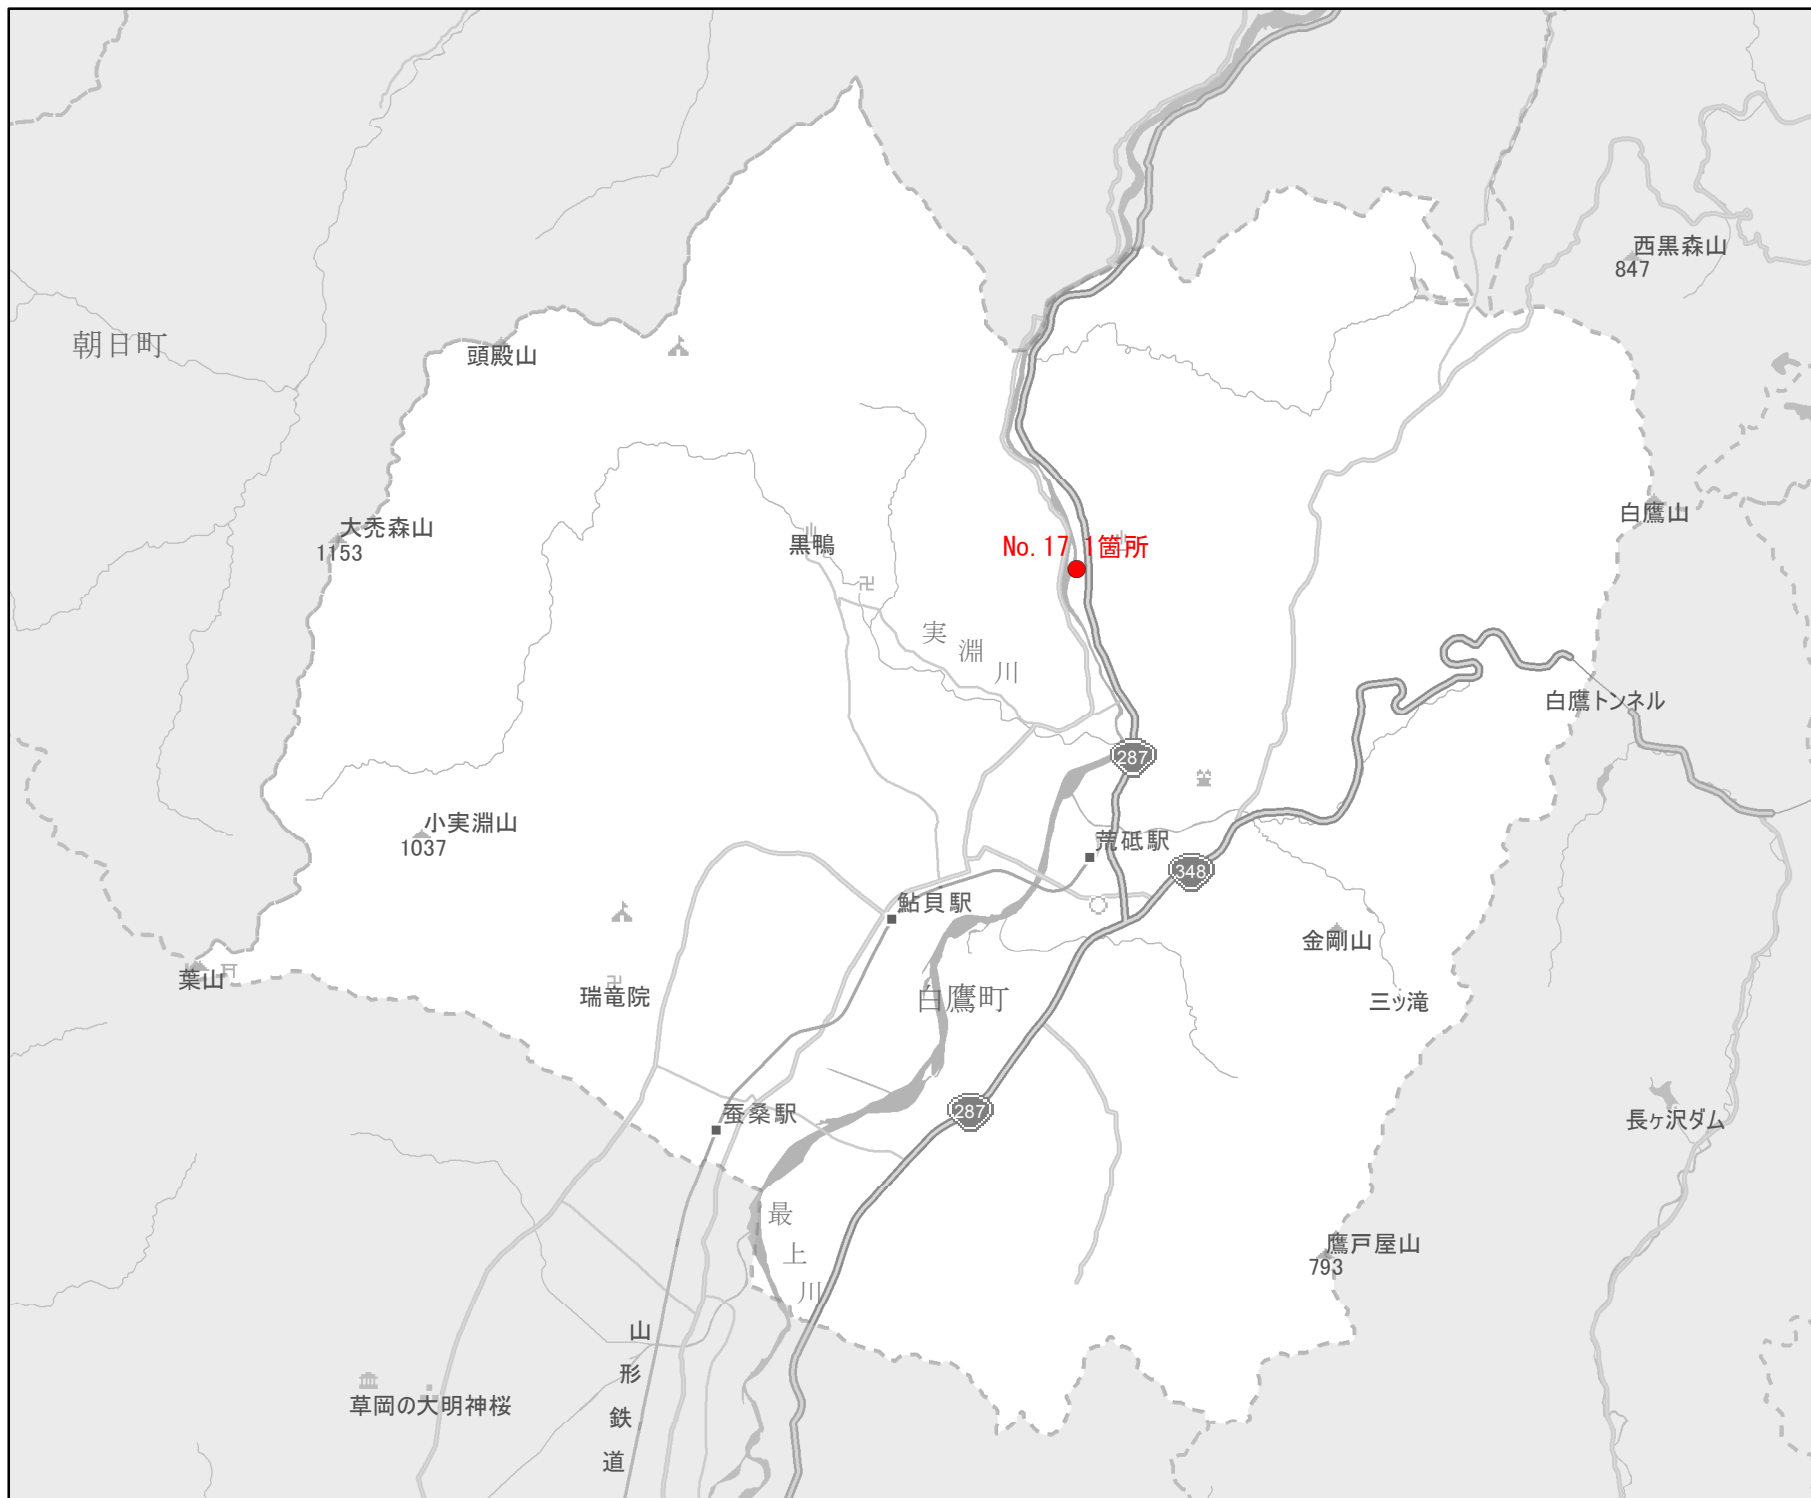 西黒森山
847
朝日町
頭殿山
白鷹山
大禿森山
1153
黒鴨
No.17 1箇所
実淵川
白鷹トンネル
287
小実淵山
1037
荒砥駅
348
鮎貝駅
金剛山
葉山
瑞竜院
白鷹町
三ッ滝
287
蚕桑駅
長ヶ沢ダム
最上川
鷹戸屋山
793
山形鉄道
草岡の大明神桜